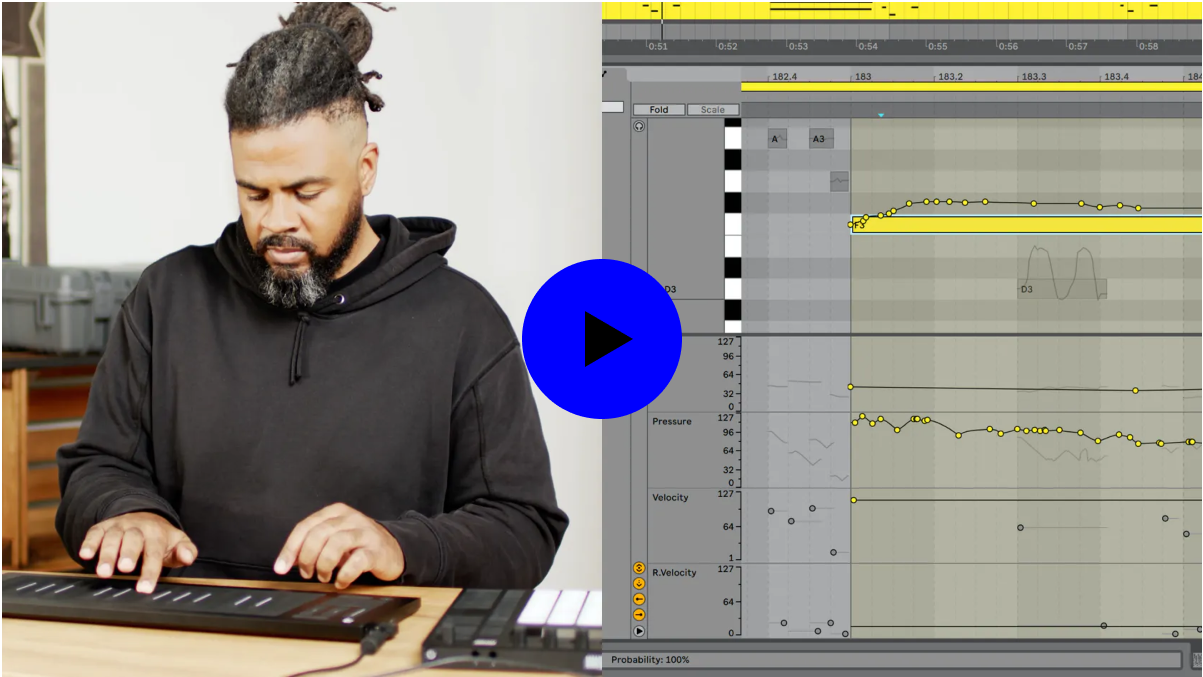 0:51 0:52 0:53 0:54 0:55 0:56 0:57 0:58
182.4 183 183.2 183.3 183.4 184
Fold Scale
A A3
F3
D3 D3
127
96
64
32
0
Pressure 127
96
64
32
0
Velocity 127
64
1
R.Velocity 127
64
0
Probability: 100%